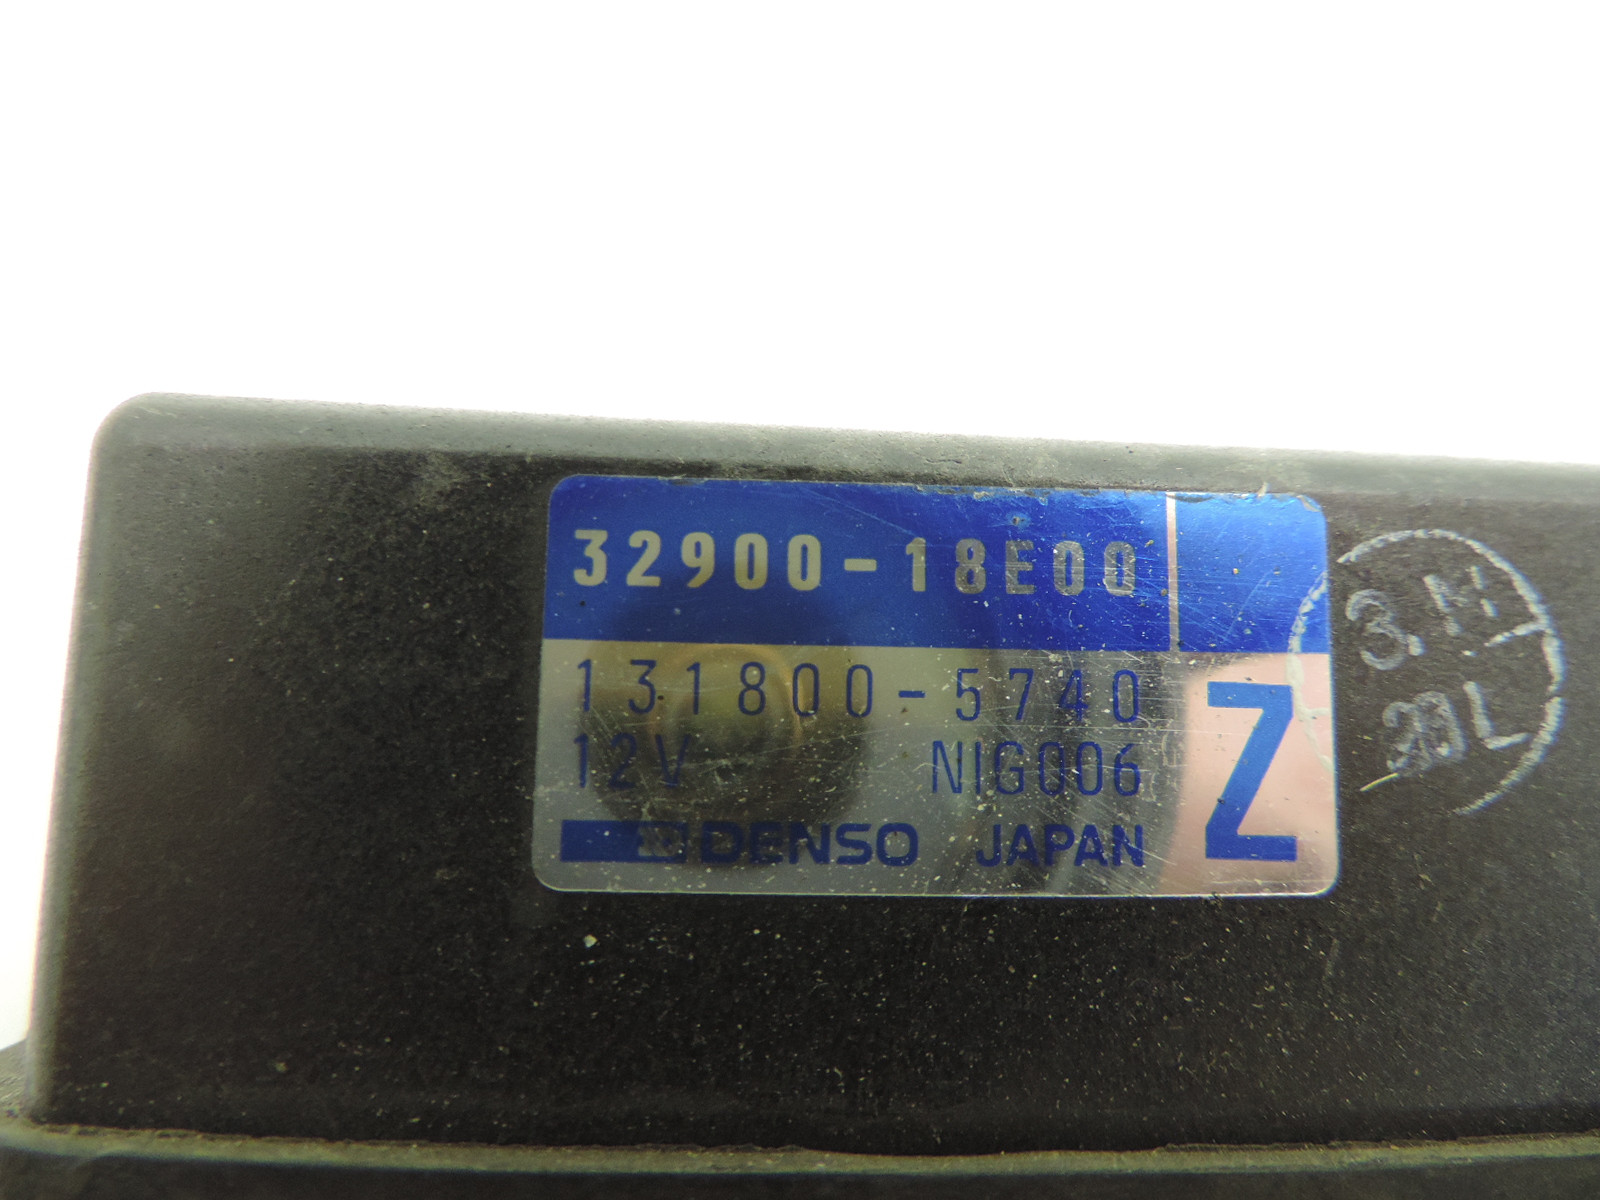 32900-18E00
131800-5740
12V NIG006
Z
DENSO JAPAN